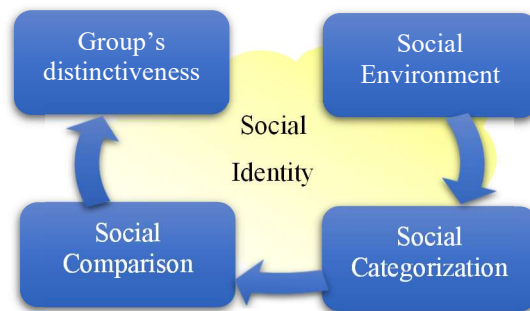 Group's
distinctiveness
Social
Environment
Social
Identity
Social
Comparison
Social
Categorization